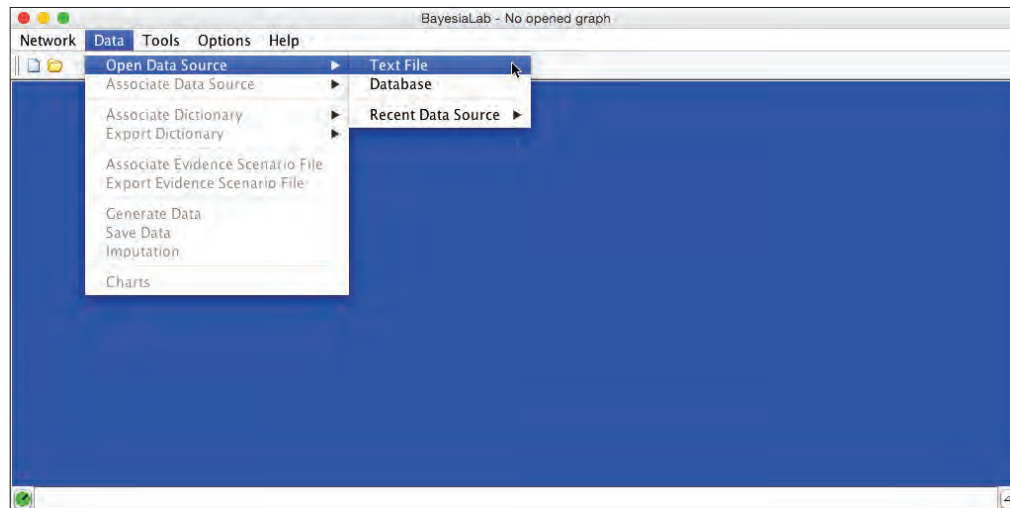 BayesiaLab - No opened graph
Network Data Tools Options Help
Open Data Source
Associate Data Source
Associate Dictionary
Export Dictionary
Associate Evidence Scenario File
Export Evidence Scenario File
Generate Data
Save Data
Imputation
Charts
Text File
Database
Recent Data Source